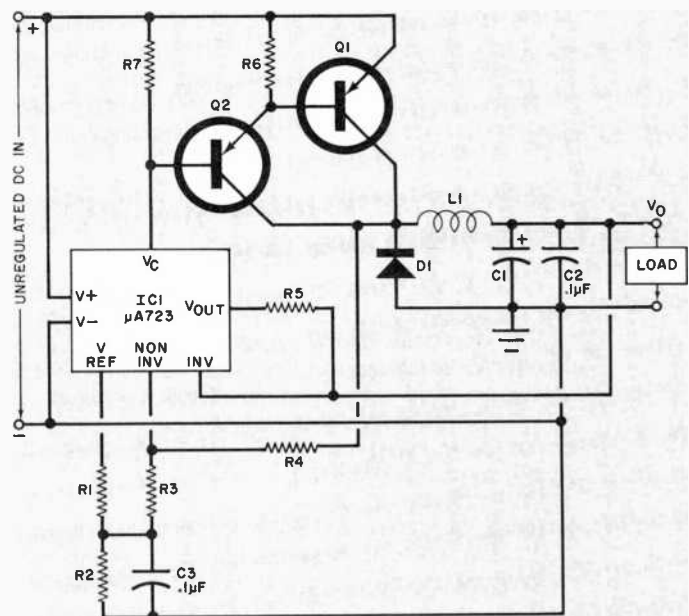 +
UNREGULATED DC IN
-
R7
R6
Q1
Q2
L1
VO
D1
C1
+
C2
.1µF
LOAD
VC
V+
V-
IC1
µA723
VOUT
R5
V
REF
NON
INV
INV
R4
R1
R3
R2
C3
.1µF